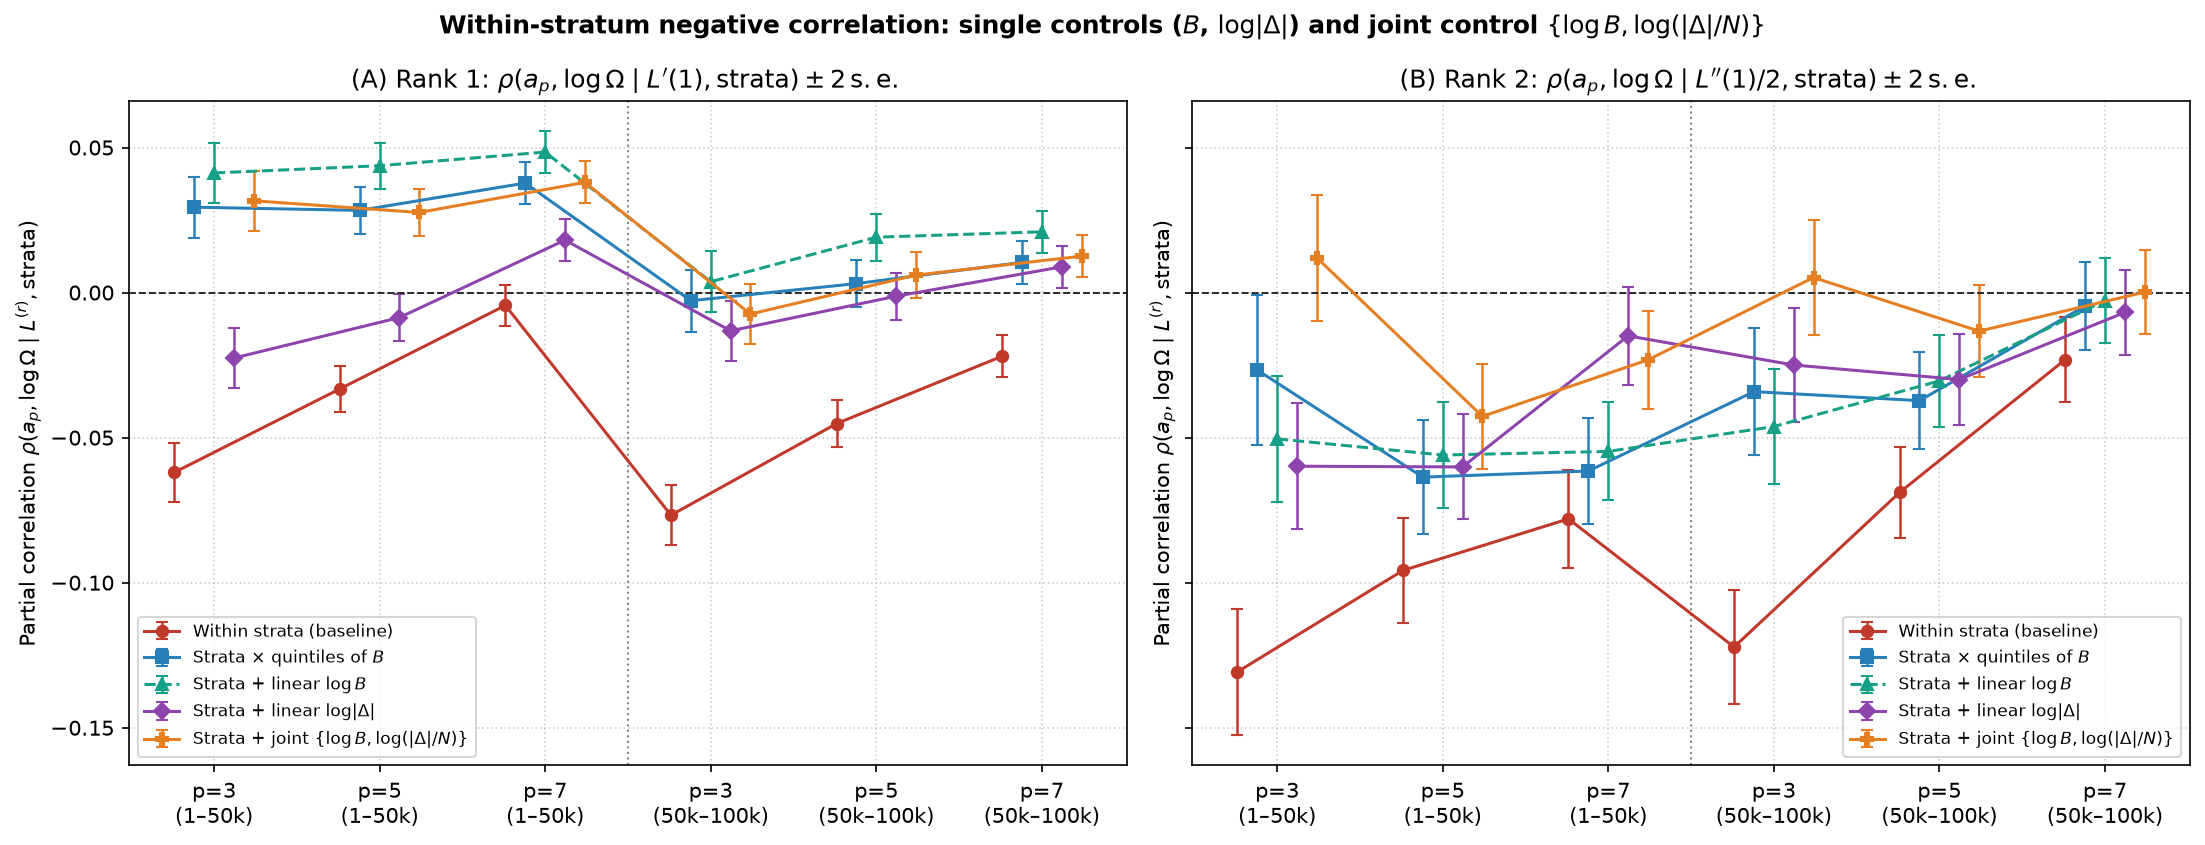 Within-stratum negative correlation: single controls (B, log|Δ|) and joint control {log B, log(|Δ|/N)}
(A) Rank 1: ρ(a_p, log Ω | L′(1), strata) ± 2 s.e.
Partial correlation ρ(a_p, log Ω | L^(r), strata)
0.05
0.00
−0.05
−0.10
−0.15
Within strata (baseline)
Strata × quintiles of B
Strata + linear log B
Strata + linear log|Δ|
Strata + joint {log B, log(|Δ|/N)}
p=3 p=5 p=7 p=3 p=5 p=7
(1–50k) (1–50k) (1–50k) (50k–100k) (50k–100k) (50k–100k)
(B) Rank 2: ρ(a_p, log Ω | L″(1)/2, strata) ± 2 s.e.
Partial correlation ρ(a_p, log Ω | L^(r), strata)
Within strata (baseline)
Strata × quintiles of B
Strata + linear log B
Strata + linear log|Δ|
Strata + joint {log B, log(|Δ|/N)}
p=3 p=5 p=7 p=3 p=5 p=7
(1–50k) (1–50k) (1–50k) (50k–100k) (50k–100k) (50k–100k)